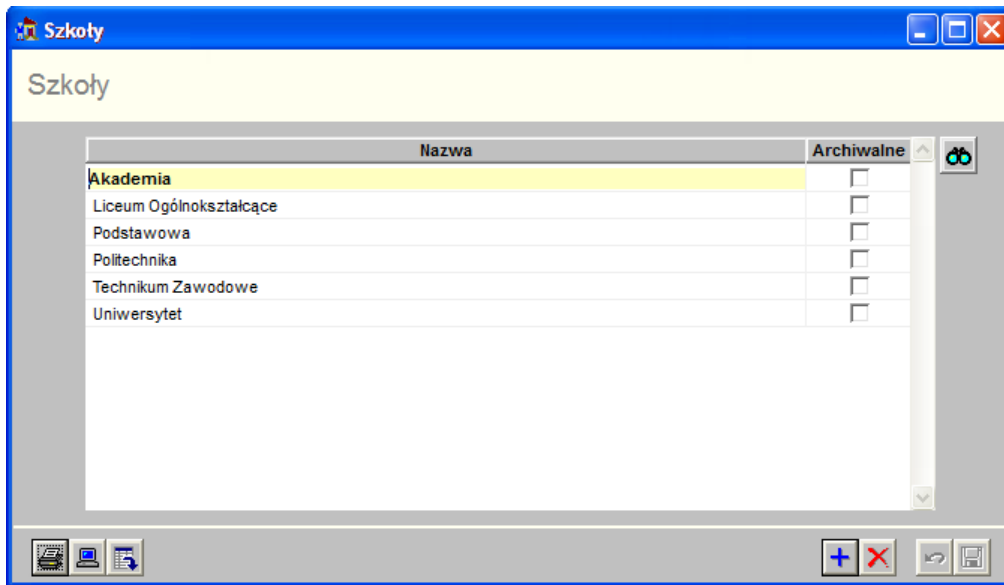 Szkoły
Szkoły
Nazwa Archiwalne
Akademia
Liceum Ogólnokształcące
Podstawowa
Politechnika
Technikum Zawodowe
Uniwersytet